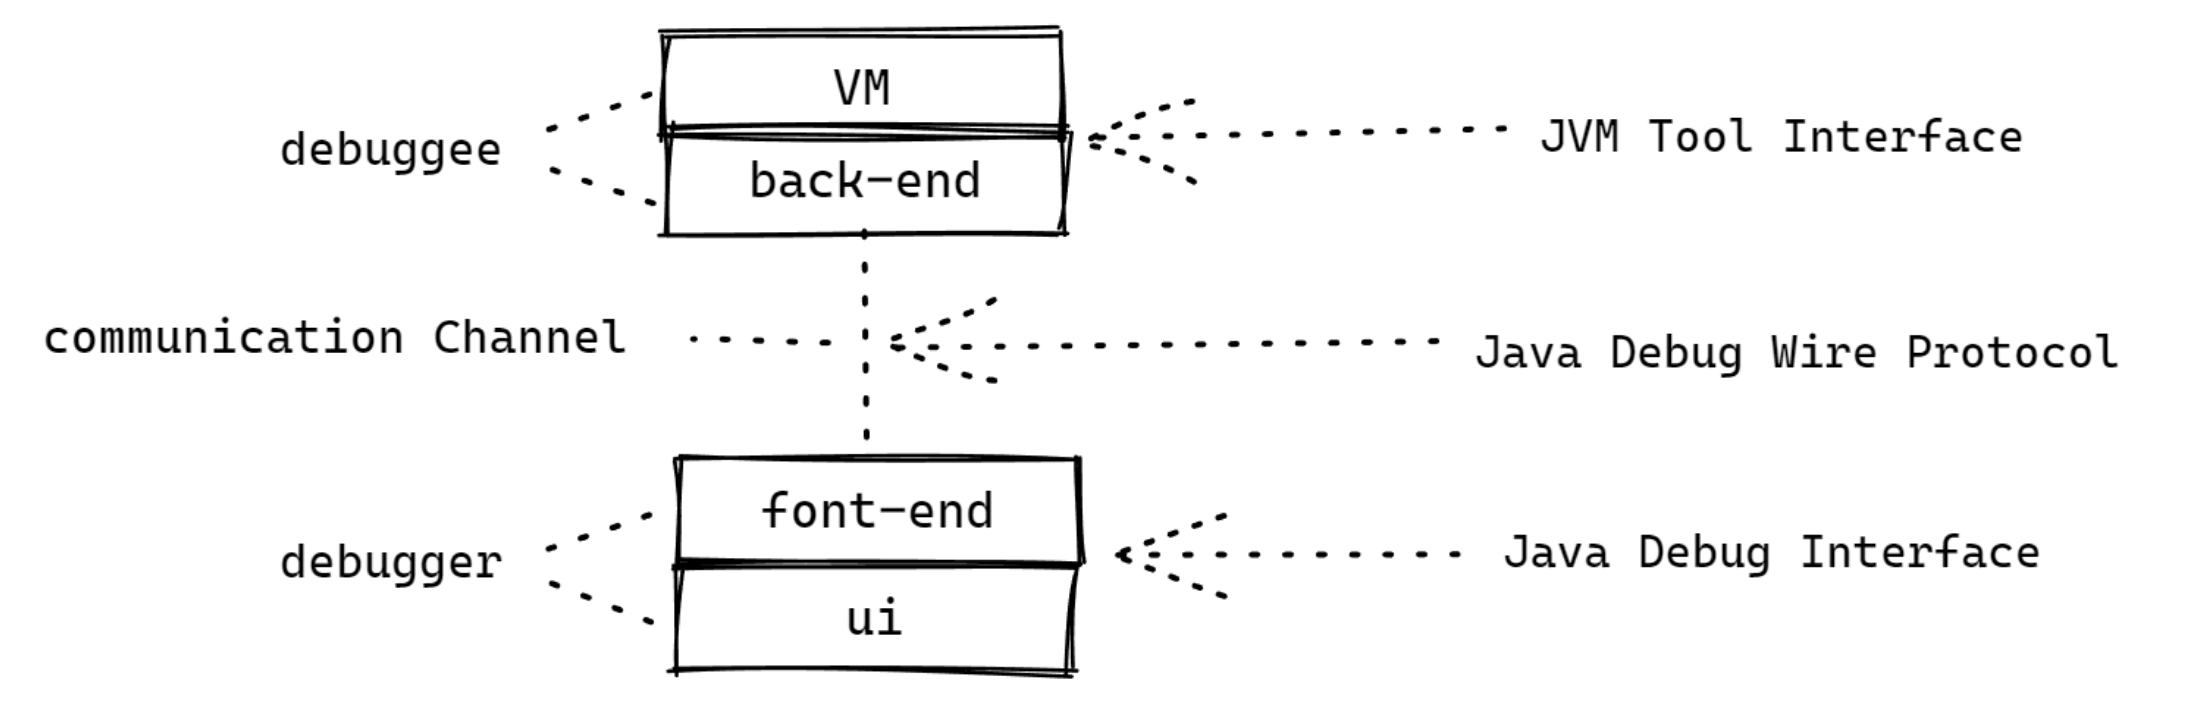 VM
debuggee
JVM Tool Interface
back-end
communication Channel
Java Debug Wire Protocol
font-end
debugger
Java Debug Interface
ui